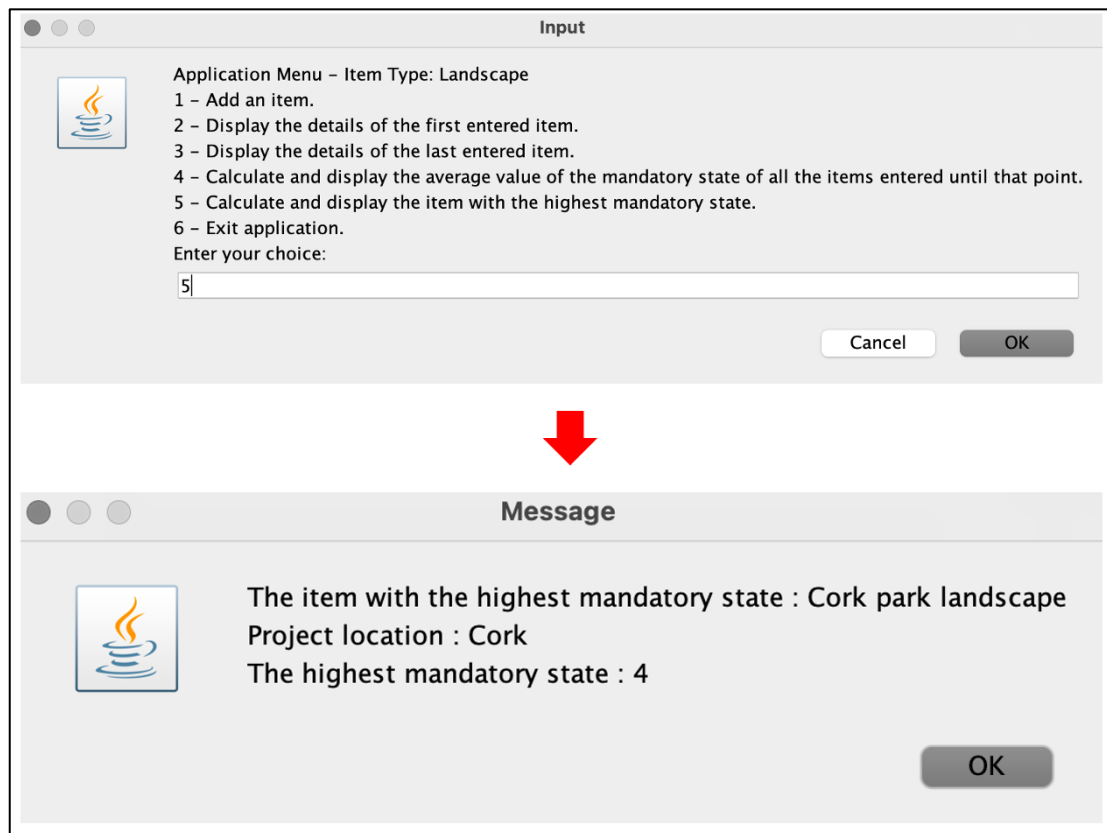 Input
Application Menu – Item Type: Landscape
1 – Add an item.
2 – Display the details of the first entered item.
3 – Display the details of the last entered item.
4 – Calculate and display the average value of the mandatory state of all the items entered until that point.
5 – Calculate and display the item with the highest mandatory state.
6 – Exit application.
Enter your choice:
5
Cancel OK
Message
The item with the highest mandatory state : Cork park landscape
Project location : Cork
The highest mandatory state : 4
OK